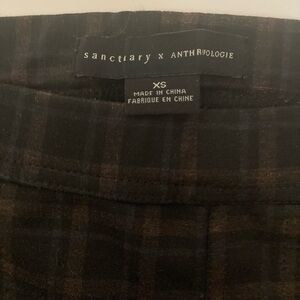 sanctuary x ANTHROPOLOGIE
XS
MADE IN CHINA
FABRIQUE EN CHINE